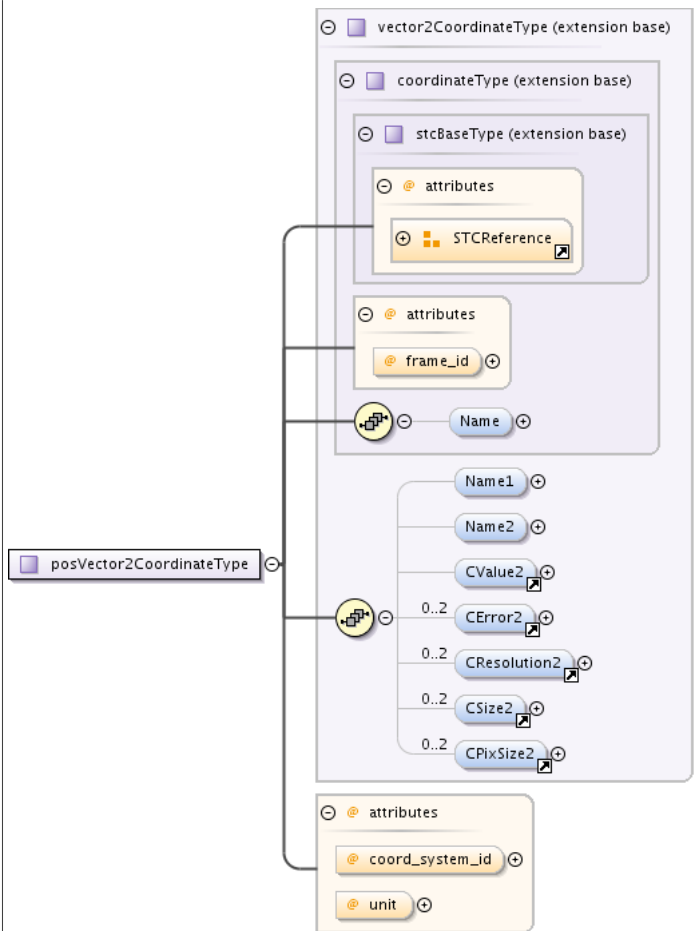 vector2CoordinateType (extension base)
coordinateType (extension base)
stcBaseType (extension base)
@ attributes
STCReference
@ attributes
@ frame_id
Name
Name1
Name2
posVector2CoordinateType
CValue2
0..2 CError2
0..2 CResolution2
0..2 CSize2
0..2 CPixSize2
@ attributes
@ coord_system_id
@ unit